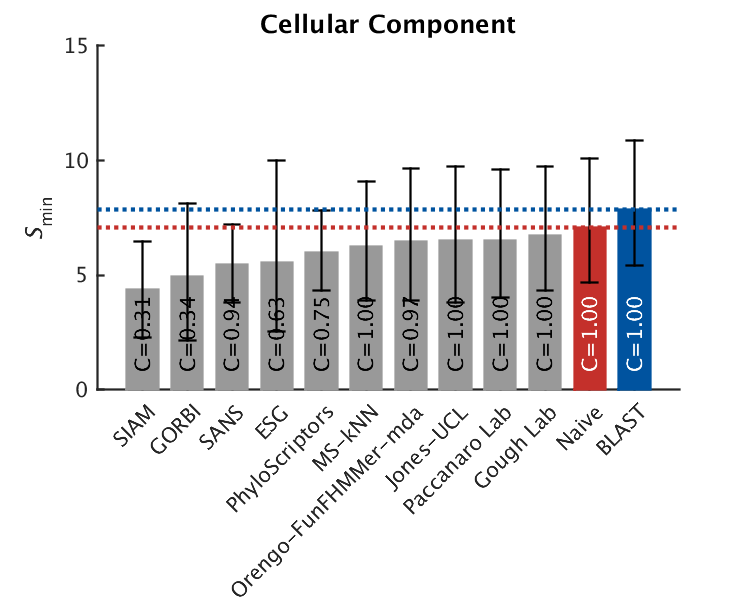 Cellular Component
15
10
5
0
Smin
C=0.31
C=0.34
C=0.94
C=0.63
C=0.75
C=1.00
C=0.97
C=1.00
C=1.00
C=1.00
C=1.00
C=1.00
SIAM
GORBI
SANS
ESG
PhyloScriptors
MS-kNN
Orengo-FunFHMMer-mda
Jones-UCL
Paccanaro Lab
Gough Lab
Naive
BLAST